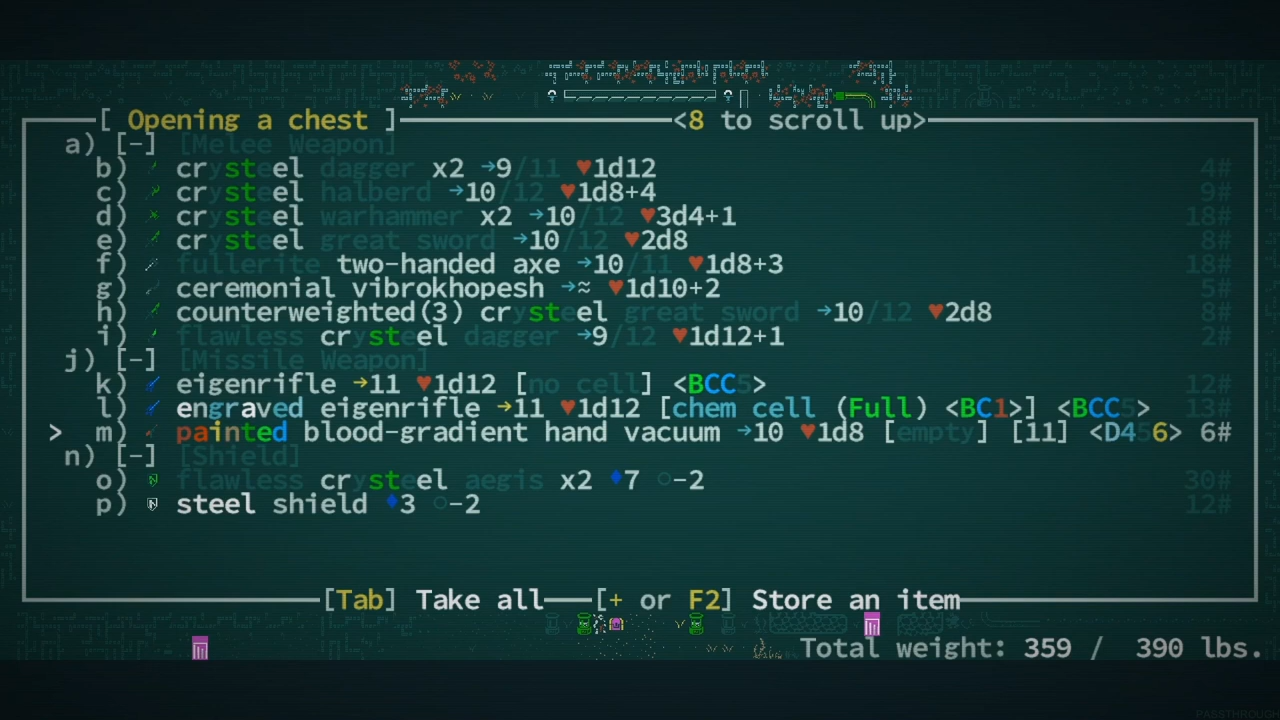 [ Opening a chest ] <8 to scroll up>
a) [-] [Melee Weapon]
b) crysteel dagger x2 →9/11 ♥1d12 4#
c) crysteel halberd →10/12 ♥1d8+4 9#
d) crysteel warhammer x2 →10/12 ♥3d4+1 18#
e) crysteel great sword →10/12 ♥2d8 8#
f) fullerite two-handed axe →10/11 ♥1d8+3 18#
g) ceremonial vibrokhopesh →≈ ♥1d10+2 5#
h) counterweighted(3) crysteel great sword →10/12 ♥2d8 8#
i) flawless crysteel dagger →9/12 ♥1d12+1 2#
j) [-] [Missile Weapon]
k) eigenrifle →11 ♥1d12 [no cell] <BCC5> 12#
l) engraved eigenrifle →11 ♥1d12 [chem cell (Full) <BC1>] <BCC5> 13#
> m) painted blood-gradient hand vacuum →10 ♥1d8 [empty] [11] <D456> 6#
n) [-] [Shield]
o) flawless crysteel aegis x2 ♦7 ○-2 30#
p) steel shield ♦3 ○-2 12#
[Tab] Take all [+ or F2] Store an item
Total weight: 359 / 390 lbs.
PASSTHROUGH